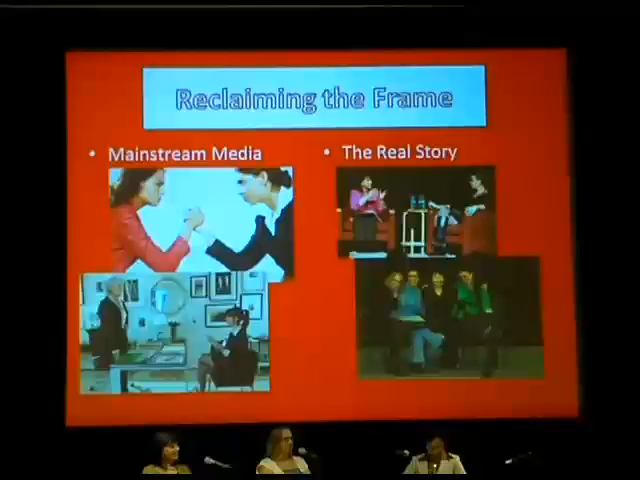 Reclaiming the Frame
• Mainstream Media
• The Real Story